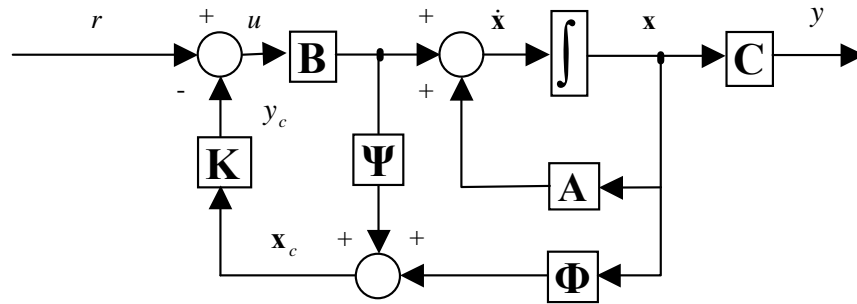 r + u + ẋ x y
B ∫ C
- y_c +
K Ψ A
x_c + +
Φ